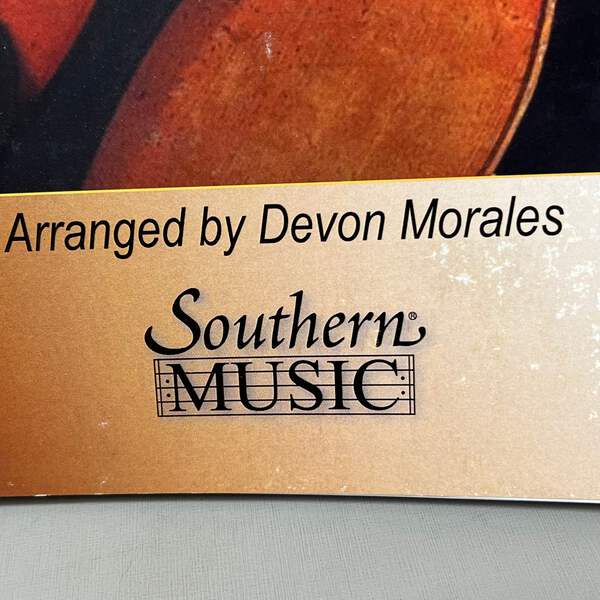 Arranged by Devon Morales
Southern®
MUSIC